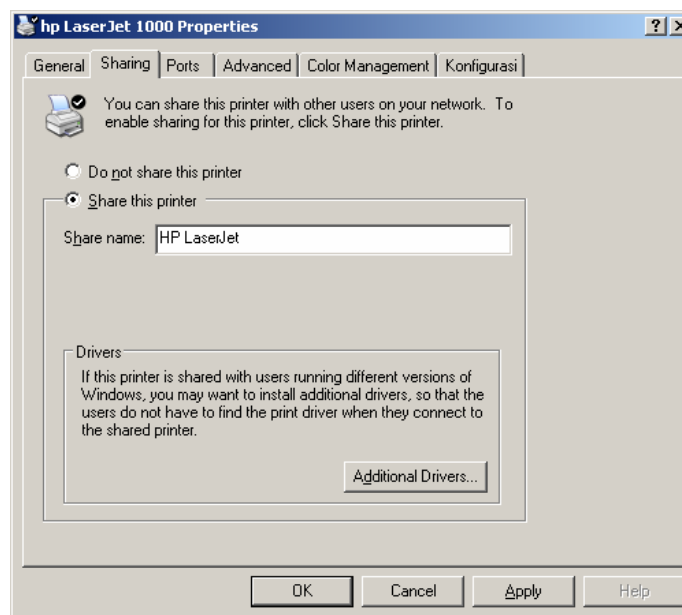 hp LaserJet 1000 Properties
General Sharing Ports Advanced Color Management Konfigurasi
You can share this printer with other users on your network. To
enable sharing for this printer, click Share this printer.
Do not share this printer
Share this printer
Share name: HP LaserJet
Drivers
If this printer is shared with users running different versions of
Windows, you may want to install additional drivers, so that the
users do not have to find the print driver when they connect to
the shared printer.
Additional Drivers...
OK Cancel Apply Help